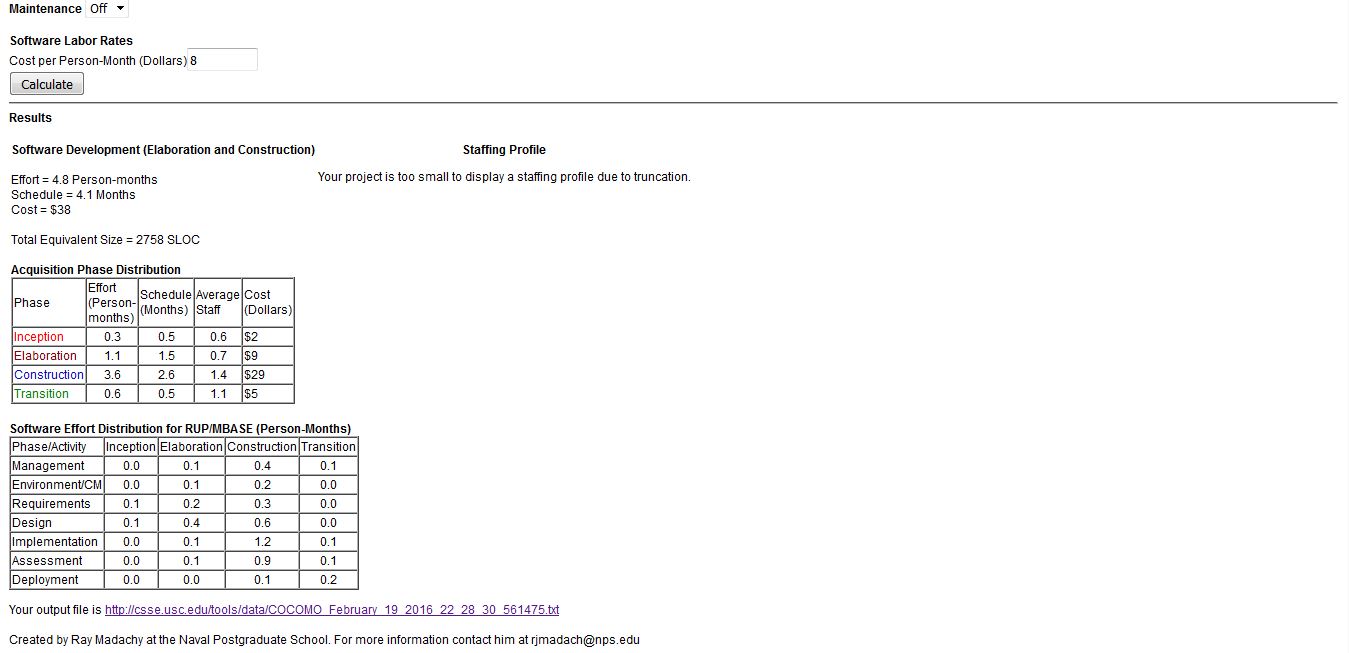 Maintenance Off
Software Labor Rates
Cost per Person-Month (Dollars) 8
Calculate
Results
Software Development (Elaboration and Construction)
Staffing Profile
Effort = 4.8 Person-months
Schedule = 4.1 Months
Cost = $38
Your project is too small to display a staffing profile due to truncation.
Total Equivalent Size = 2758 SLOC
Acquisition Phase Distribution
Phase Effort (Person-months) Schedule (Months) Average Staff Cost (Dollars)
Inception 0.3 0.5 0.6 $2
Elaboration 1.1 1.5 0.7 $9
Construction 3.6 2.6 1.4 $29
Transition 0.6 0.5 1.1 $5
Software Effort Distribution for RUP/MBASE (Person-Months)
Phase/Activity Inception Elaboration Construction Transition
Management 0.0 0.1 0.4 0.1
Environment/CM 0.0 0.1 0.2 0.0
Requirements 0.1 0.2 0.3 0.0
Design 0.1 0.4 0.6 0.0
Implementation 0.0 0.1 1.2 0.1
Assessment 0.0 0.1 0.9 0.1
Deployment 0.0 0.0 0.1 0.2
Your output file is http://csse.usc.edu/tools/data/COCOMO_February_19_2016_22_28_30_561475.txt
Created by Ray Madachy at the Naval Postgraduate School. For more information contact him at rjmadach@nps.edu